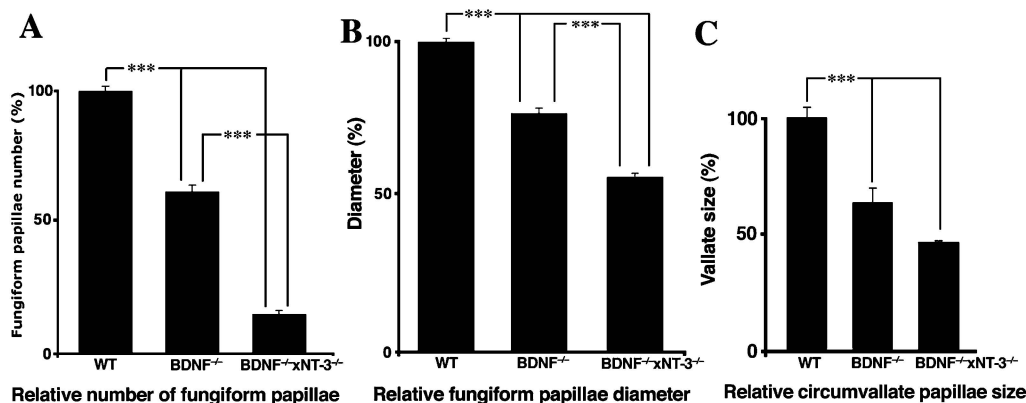 A
Fungiform papillae number (%)
100
50
0
***
***
WT
BDNF⁻/⁻
BDNF⁻/⁻xNT-3⁻/⁻
Relative number of fungiform papillae
B
Diameter (%)
100
50
0
***
***
WT
BDNF⁻/⁻
BDNF⁻/⁻xNT-3⁻/⁻
Relative fungiform papillae diameter
C
Vallate size (%)
100
50
0
***
WT
BDNF⁻/⁻
BDNF⁻/⁻xNT-3⁻/⁻
Relative circumvallate papillae size